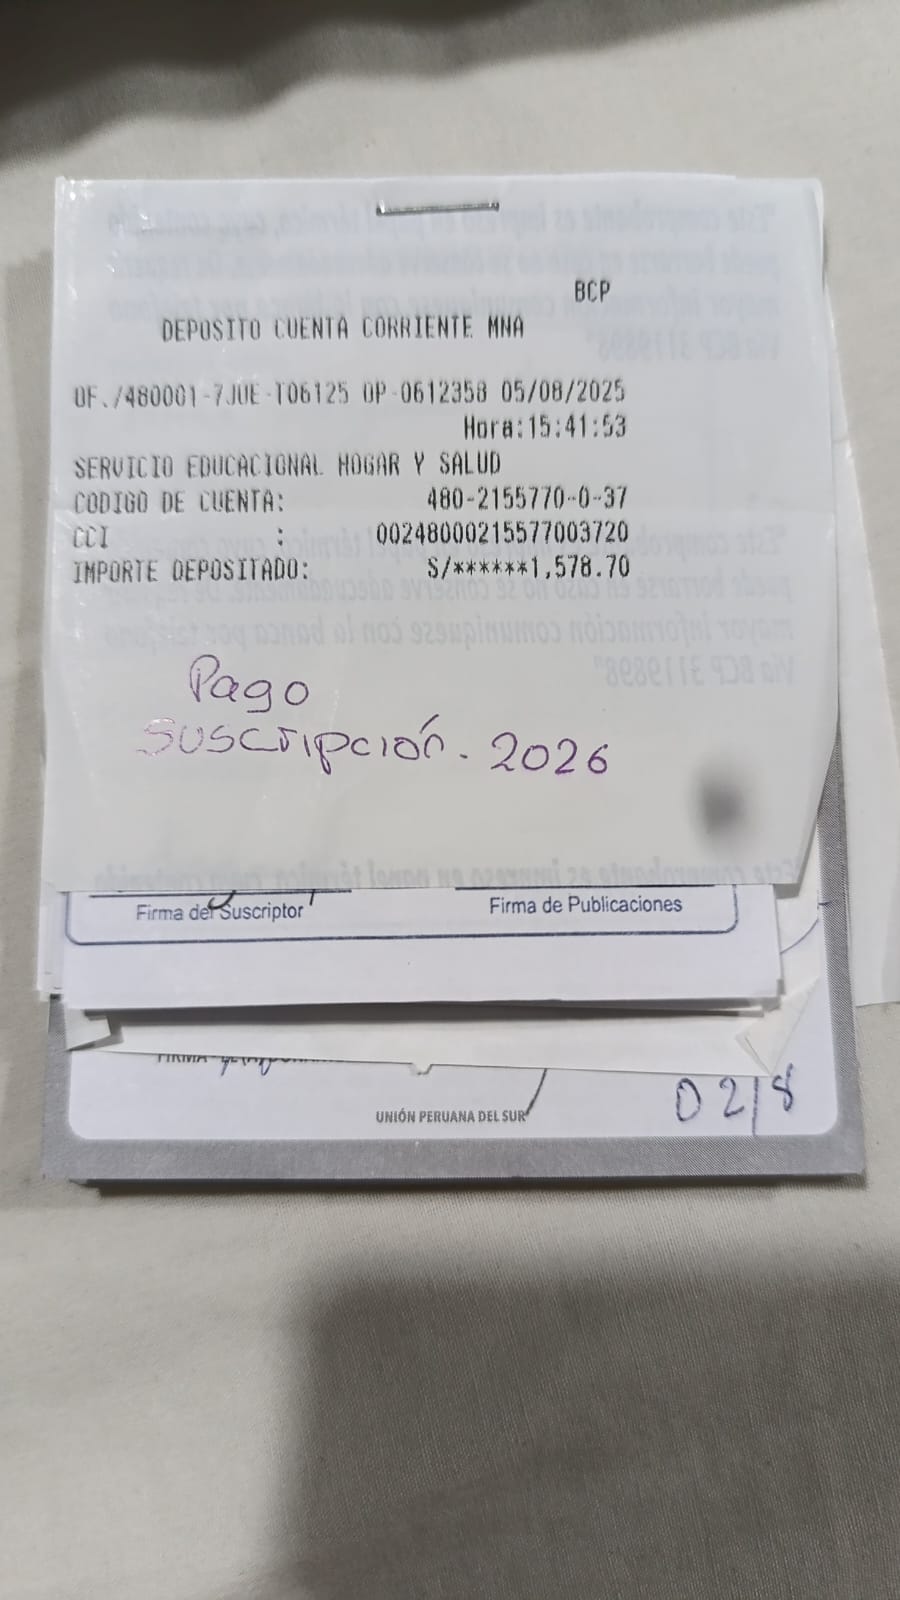 BCP
DEPOSITO CUENTA CORRIENTE MNA
OF./480001-7JUE-T06125 OP-0612358 05/08/2025
Hora:15:41:53
SERVICIO EDUCACIONAL HOGAR Y SALUD
CODIGO DE CUENTA: 480-2155770-0-37
CCI : 00248000215577003720
IMPORTE DEPOSITADO: S/******1,578.70
Pago
suscripción. 2026
Firma del Suscriptor Firma de Publicaciones
UNIÓN PERUANA DEL SUR
02/8